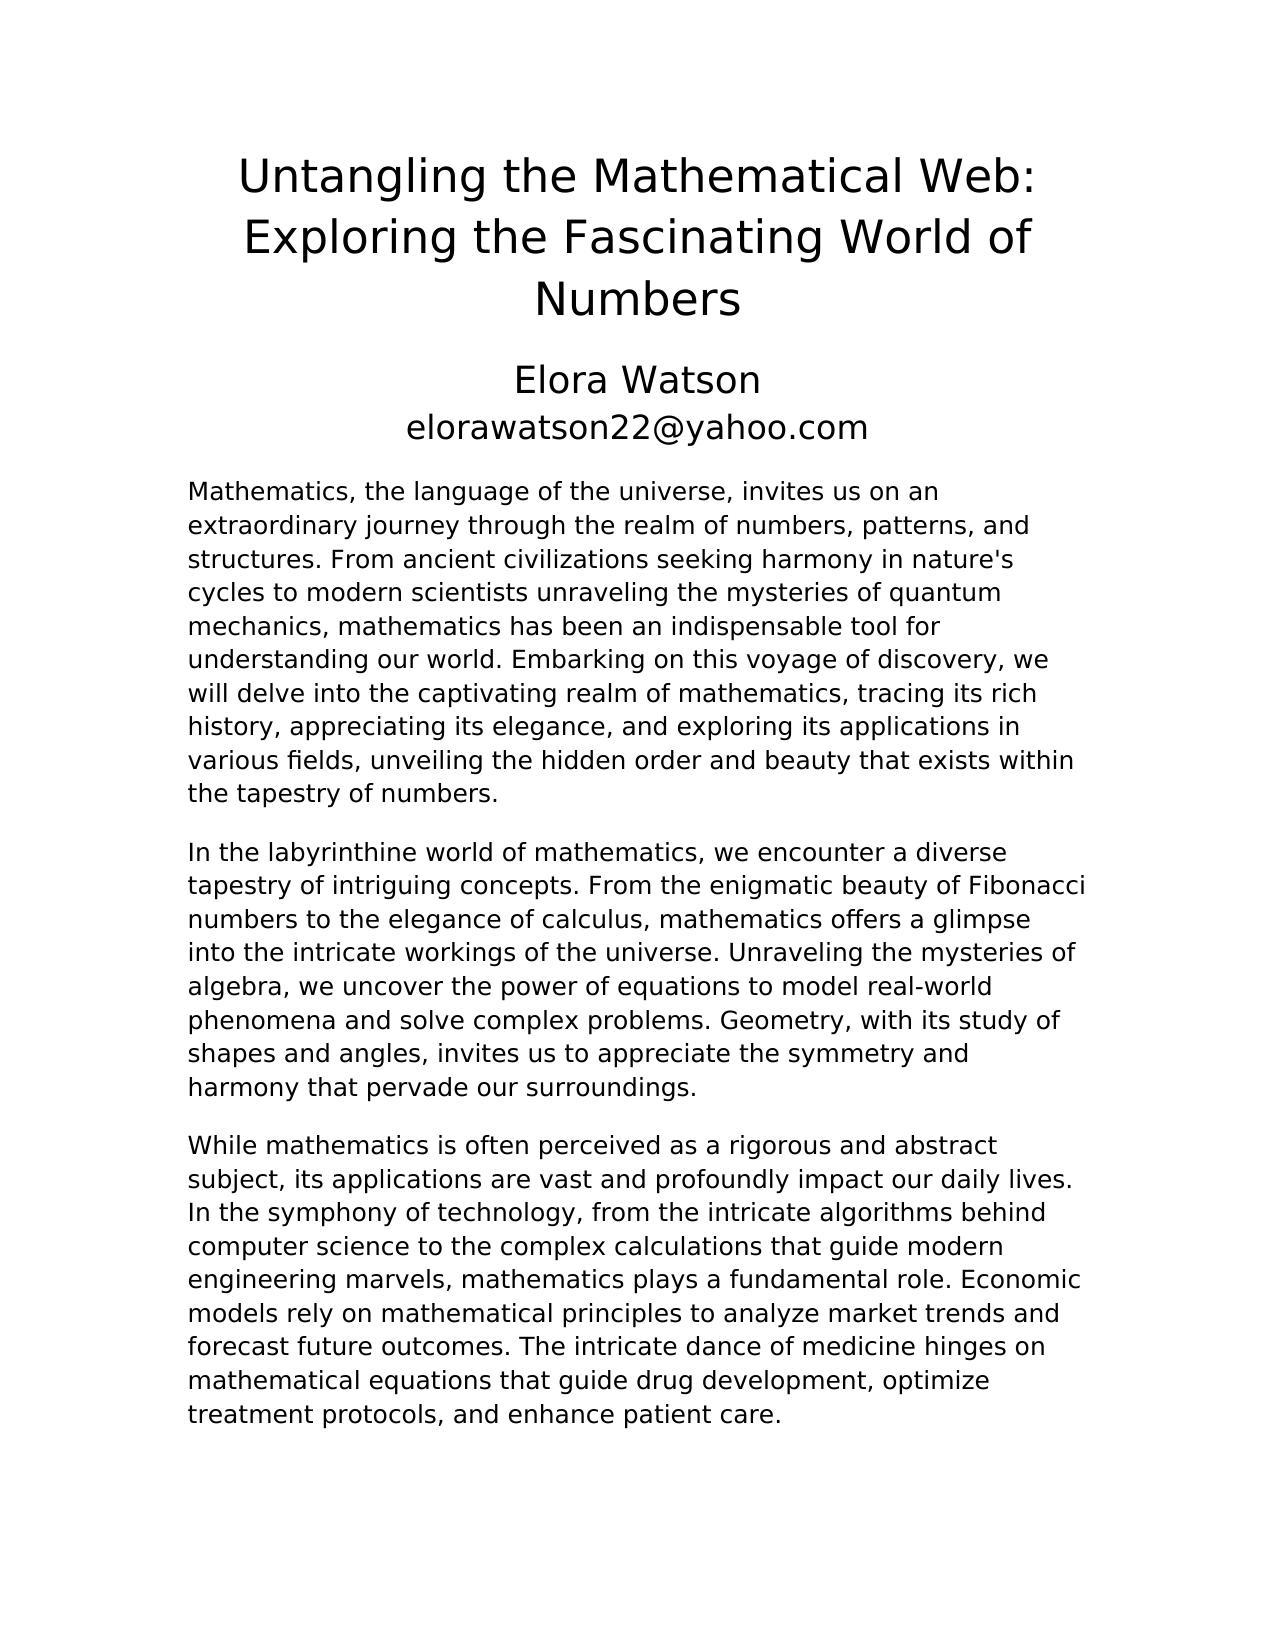 Untangling the Mathematical Web:
Exploring the Fascinating World of
Numbers
Elora Watson
elorawatson22@yahoo.com
Mathematics, the language of the universe, invites us on an
extraordinary journey through the realm of numbers, patterns, and
structures. From ancient civilizations seeking harmony in nature's
cycles to modern scientists unraveling the mysteries of quantum
mechanics, mathematics has been an indispensable tool for
understanding our world. Embarking on this voyage of discovery, we
will delve into the captivating realm of mathematics, tracing its rich
history, appreciating its elegance, and exploring its applications in
various fields, unveiling the hidden order and beauty that exists within
the tapestry of numbers.
In the labyrinthine world of mathematics, we encounter a diverse
tapestry of intriguing concepts. From the enigmatic beauty of Fibonacci
numbers to the elegance of calculus, mathematics offers a glimpse
into the intricate workings of the universe. Unraveling the mysteries of
algebra, we uncover the power of equations to model real-world
phenomena and solve complex problems. Geometry, with its study of
shapes and angles, invites us to appreciate the symmetry and
harmony that pervade our surroundings.
While mathematics is often perceived as a rigorous and abstract
subject, its applications are vast and profoundly impact our daily lives.
In the symphony of technology, from the intricate algorithms behind
computer science to the complex calculations that guide modern
engineering marvels, mathematics plays a fundamental role. Economic
models rely on mathematical principles to analyze market trends and
forecast future outcomes. The intricate dance of medicine hinges on
mathematical equations that guide drug development, optimize
treatment protocols, and enhance patient care.